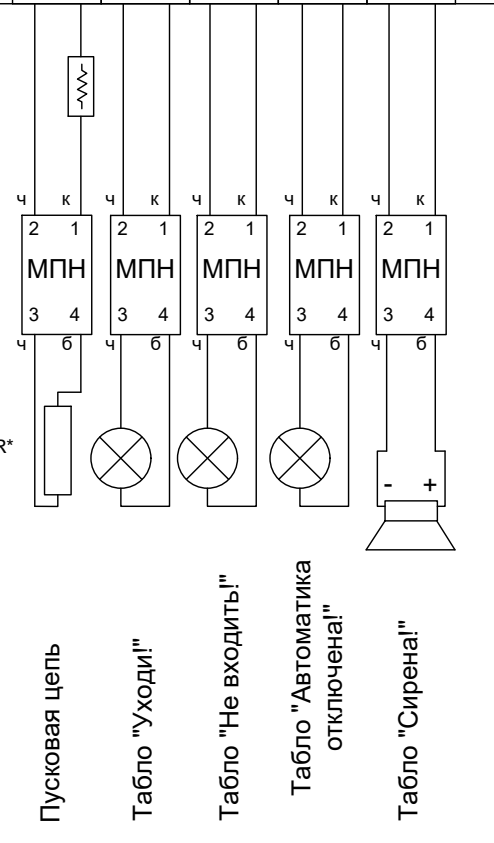 ч к ч к ч к ч к ч к
2 1 2 1 2 1 2 1 2 1
МПН МПН МПН МПН МПН
3 4 3 4 3 4 3 4 3 4
ч б ч б ч б ч б ч б
R*
- +
Пусковая цепь
Табло "Уходи!"
Табло "Не входить!"
Табло "Автоматика
отключена!"
Табло "Сирена!"